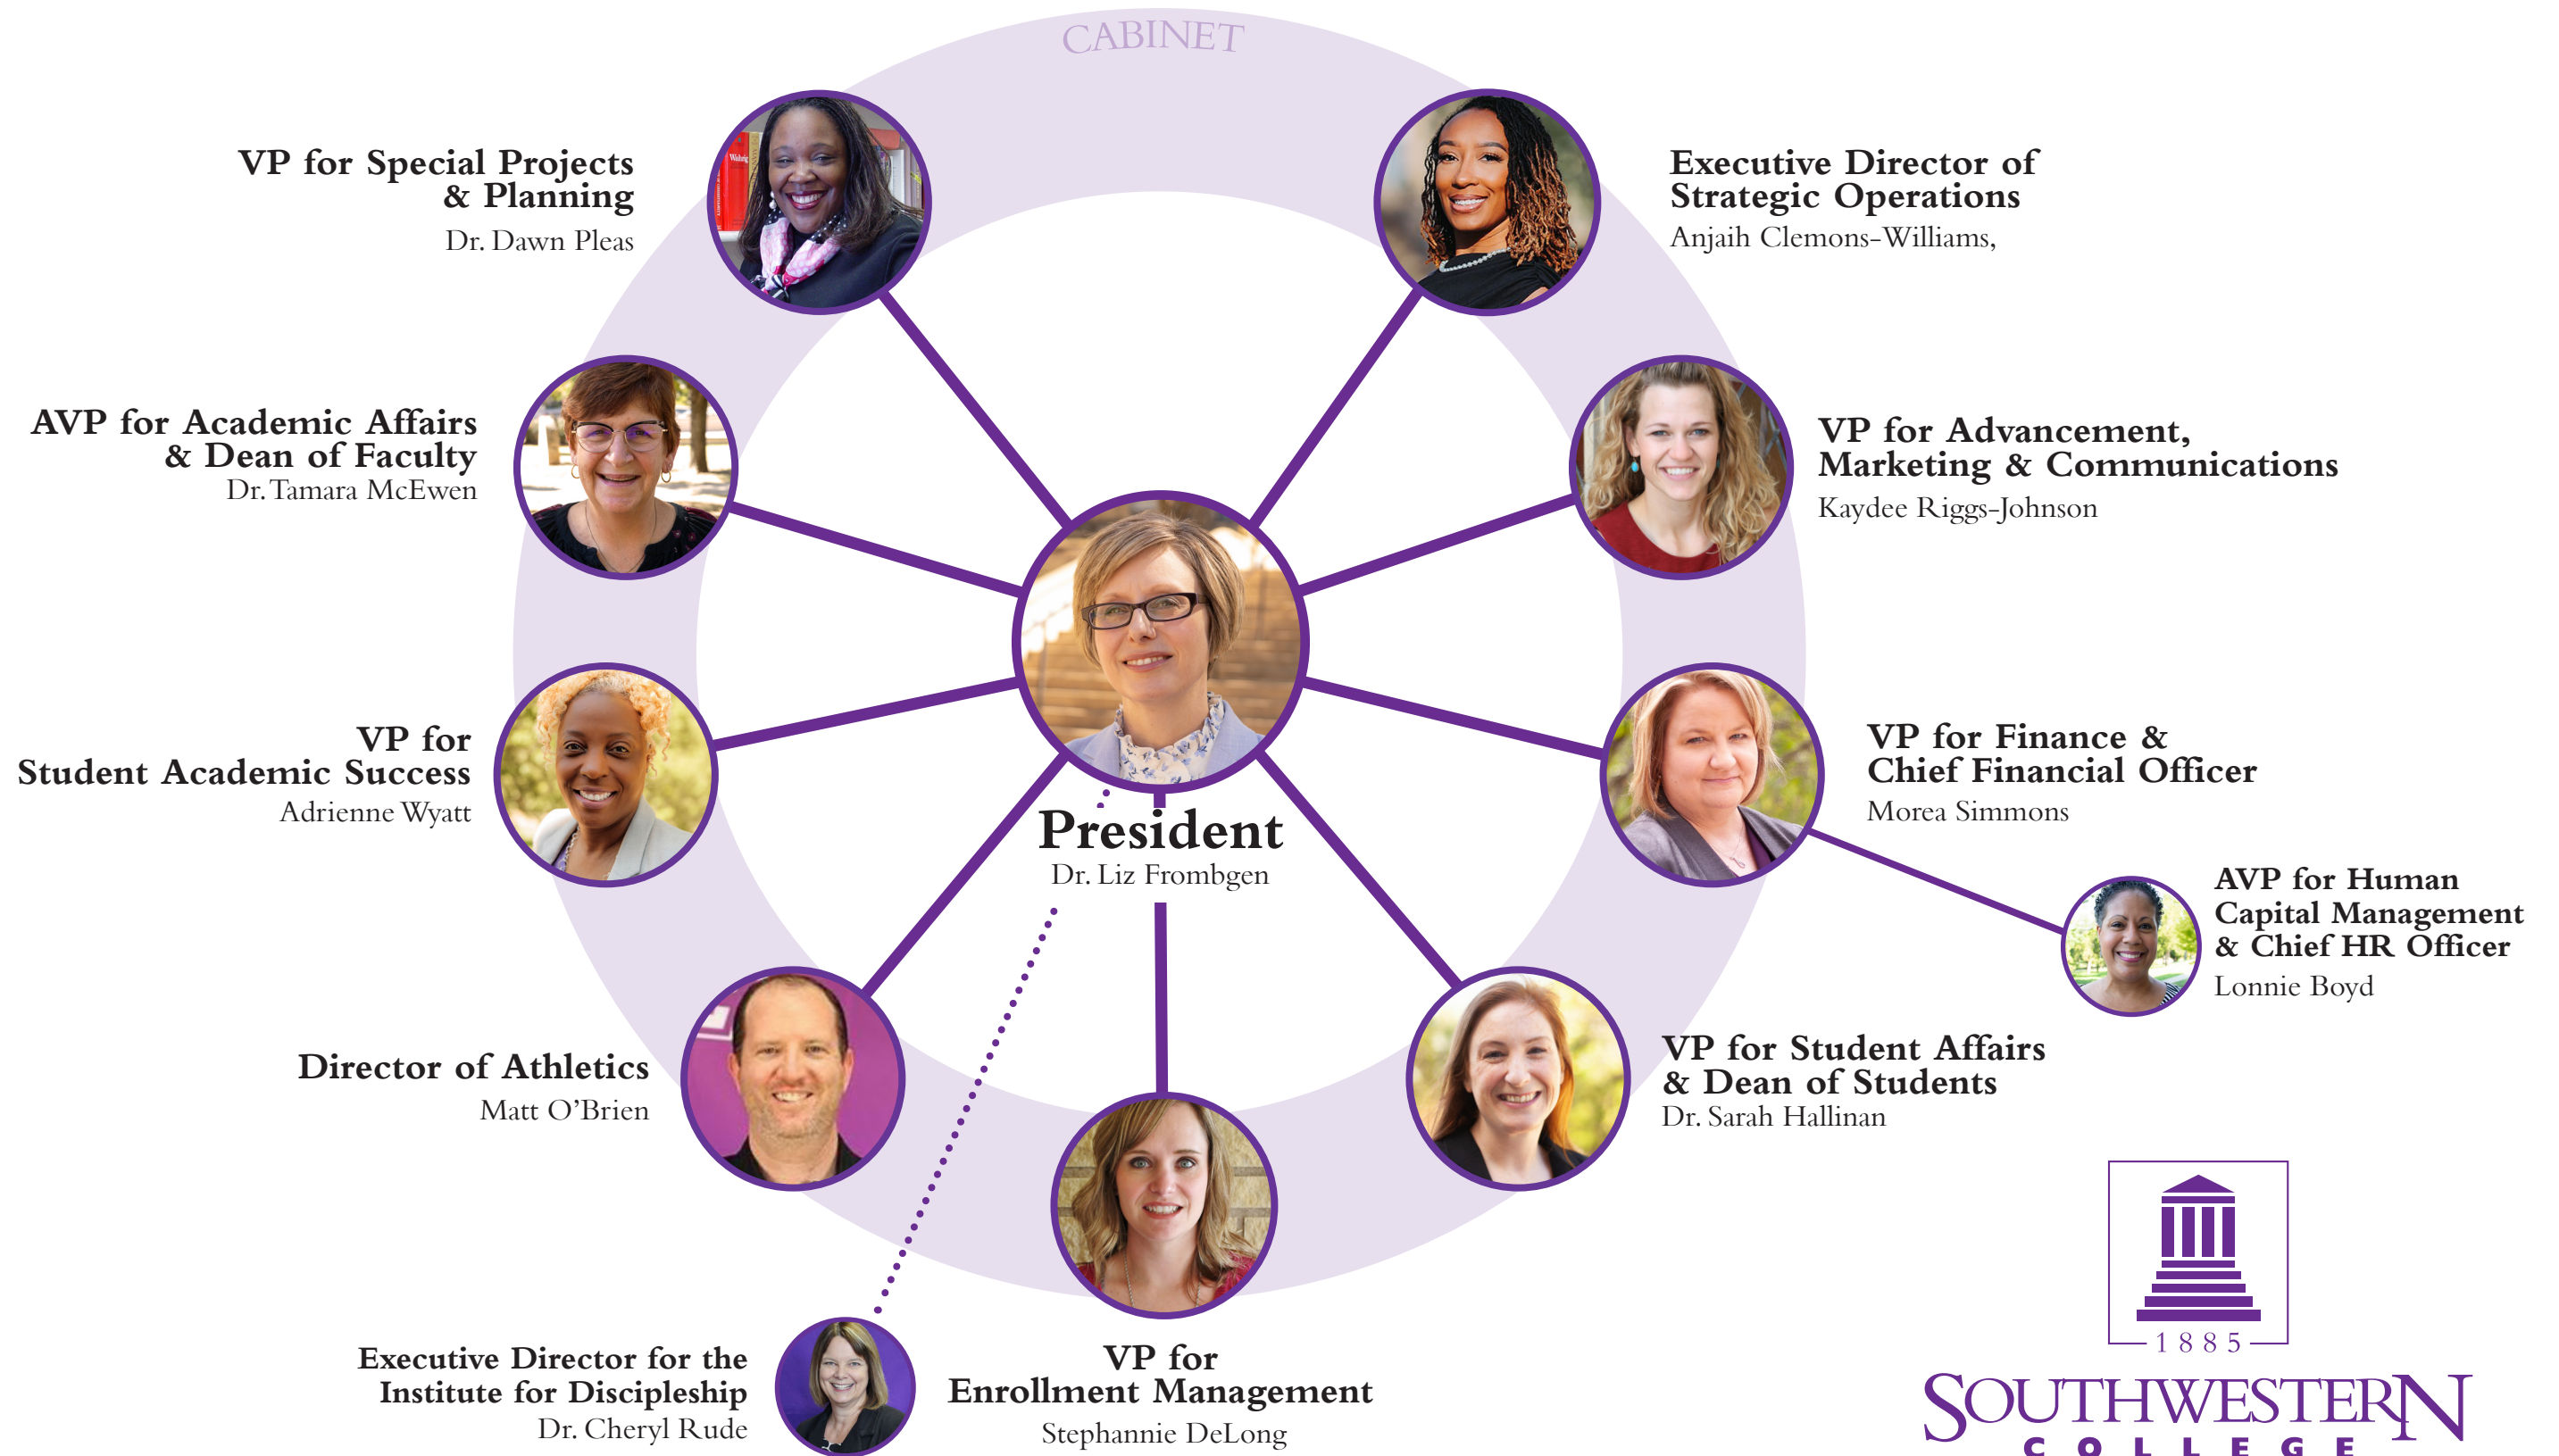 CABINET
VP for Special Projects
& Planning
Dr. Dawn Pleas
Executive Director of
Strategic Operations
Anjaih Clemons-Williams,
AVP for Academic Affairs
& Dean of Faculty
Dr. Tamara McEwen
VP for Advancement,
Marketing & Communications
Kaydee Riggs-Johnson
VP for
Student Academic Success
Adrienne Wyatt
President
Dr. Liz Frombgen
VP for Finance &
Chief Financial Officer
Morea Simmons
AVP for Human
Capital Management
& Chief HR Officer
Lonnie Boyd
Director of Athletics
Matt O’Brien
VP for Student Affairs
& Dean of Students
Dr. Sarah Hallinan
Executive Director for the
Institute for Discipleship
Dr. Cheryl Rude
VP for
Enrollment Management
Stephannie DeLong
1885
SOUTHWESTERN
COLLEGE